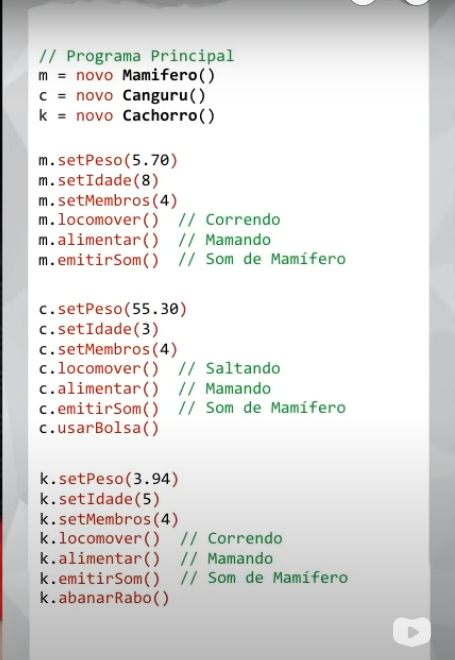 // Programa Principal
m = novo Mamifero()
c = novo Canguru()
k = novo Cachorro()
m.setPeso(5.70)
m.setIdade(8)
m.setMembros(4)
m.locomover() // Correndo
m.alimentar() // Mamando
m.emitirSom() // Som de Mamífero
c.setPeso(55.30)
c.setIdade(3)
c.setMembros(4)
c.locomover() // Saltando
c.alimentar() // Mamando
c.emitirSom() // Som de Mamífero
c.usarBolsa()
k.setPeso(3.94)
k.setIdade(5)
k.setMembros(4)
k.locomover() // Correndo
k.alimentar() // Mamando
k.emitirSom() // Som de Mamífero
k.abanarRabo()